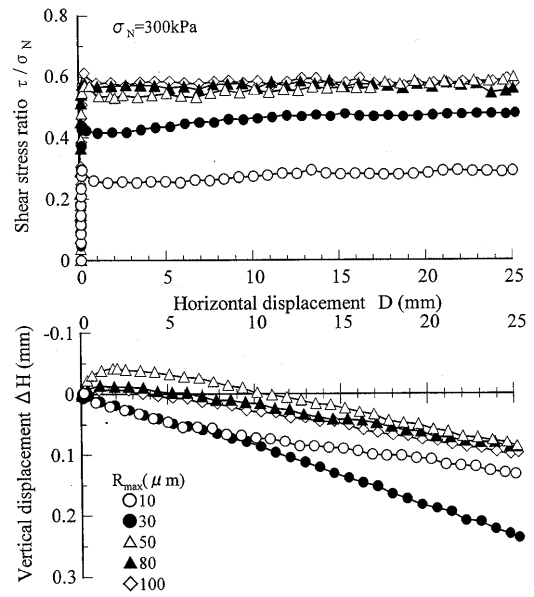 Shear stress ratio τ/σN
0.8
0.6
0.4
0.2
0
σN=300kPa
0 5 10 15 20 25
Horizontal displacement D (mm)
0 5 10 15 20 25
Vertical displacement ΔH (mm)
-0.1
0
0.1
0.2
0.3
Rmax(μm)
10
30
50
80
100